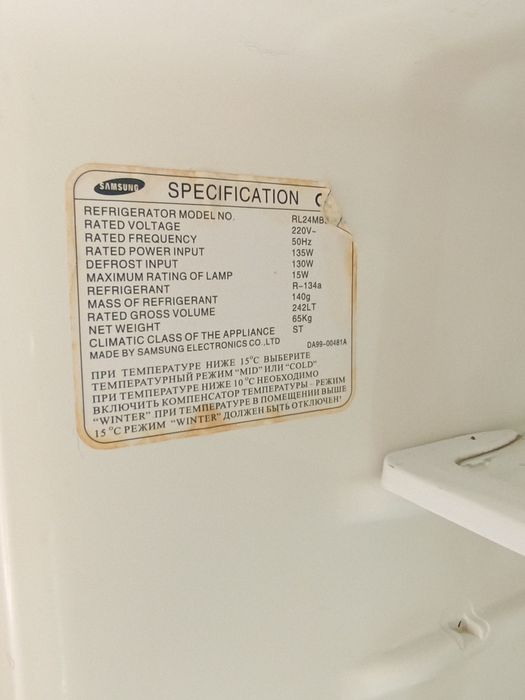 SAMSUNG SPECIFICATION
REFRIGERATOR MODEL NO. RL24MB
RATED VOLTAGE 220V~
RATED FREQUENCY 50Hz
RATED POWER INPUT 135W
DEFROST INPUT 130W
MAXIMUM RATING OF LAMP 15W
REFRIGERANT R-134a
MASS OF REFRIGERANT 140g
RATED GROSS VOLUME 242LT
NET WEIGHT 65Kg
CLIMATIC CLASS OF THE APPLIANCE ST
MADE BY SAMSUNG ELECTRONICS CO.,LTD DA99-00481A
ПРИ ТЕМПЕРАТУРЕ НИЖЕ 15°C ВЫБЕРИТЕ
ТЕМПЕРАТУРНЫЙ РЕЖИМ "MID" ИЛИ "COLD"
ПРИ ТЕМПЕРАТУРЕ НИЖЕ 10°C НЕОБХОДИМО
ВКЛЮЧИТЬ КОМПЕНСАТОР ТЕМПЕРАТУРЫ – РЕЖИМ
"WINTER" ПРИ ТЕМПЕРАТУРЕ В ПОМЕЩЕНИИ ВЫШЕ
15 °C РЕЖИМ "WINTER" ДОЛЖЕН БЫТЬ ОТКЛЮЧЕН!